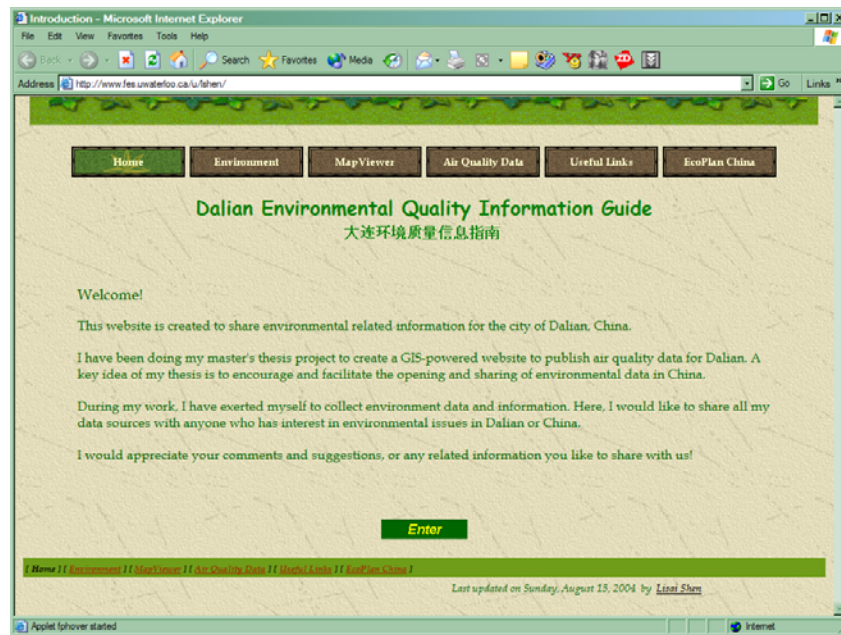 Introduction - Microsoft Internet Explorer
File Edit View Favorites Tools Help
Back Search Favorites Media
Address http://www.fes.uwaterloo.ca/u/lshen/ Go Links
Home Environment MapViewer Air Quality Data Useful Links EcoPlan China
Dalian Environmental Quality Information Guide
大连环境质量信息指南
Welcome!
This website is created to share environmental related information for the city of Dalian, China.
I have been doing my master's thesis project to create a GIS-powered website to publish air quality data for Dalian. A
key idea of my thesis is to encourage and facilitate the opening and sharing of environmental data in China.
During my work, I have exerted myself to collect environment data and information. Here, I would like to share all my
data sources with anyone who has interest in environmental issues in Dalian or China.
I would appreciate your comments and suggestions, or any related information you like to share with us!
Enter
[ Home ] [ Environment ] [ MapViewer ] [ Air Quality Data ] [ Useful Links ] [ EcoPlan China ]
Last updated on Sunday, August 15, 2004 by Lixai Shen
Applet fphover started Internet